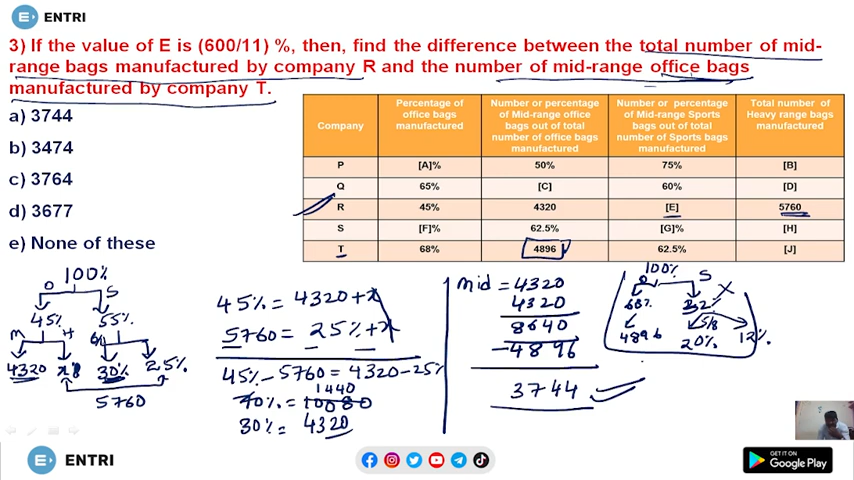 ENTRI
3) If the value of E is (600/11) %, then, find the difference between the total number of mid-
range bags manufactured by company R and the number of mid-range office bags
manufactured by company T.
a) 3744
b) 3474
c) 3764
d) 3677
e) None of these
Company Percentage of office bags manufactured Number or percentage of Mid-range office bags out of total number of office bags manufactured Number or percentage of Mid-range Sports bags out of total number of Sports bags manufactured Total number of Heavy range bags manufactured
P [A]% 50% 75% [B]
Q 65% [C] 60% [D]
R 45% 4320 [E] 5760
S [F]% 62.5% [G]% [H]
T 68% 4896 62.5% [J]
100%
O S
45% 55%
M H
4320 30% 25%
5760
45% = 4320 + x
5760 = 25% + x
45% - 5760 = 4320 - 25%
1440
10080
30% = 4320
mid = 4320
4320
8640
- 4896
3744
100%
S
68% 32%
5/8
4896 20% 12%
ENTRI
GET IT ON
Google Play